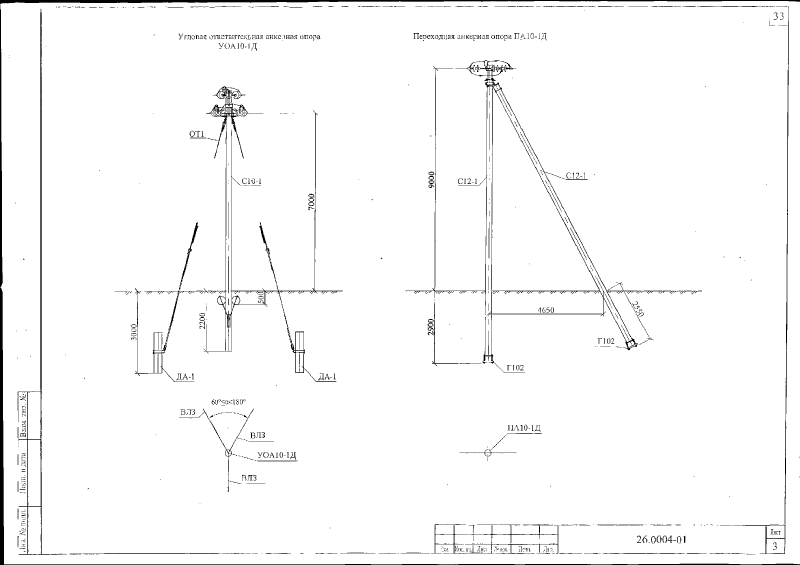 33
Угловая ответвительная анкерная опора
УОА10-1Д
Переходная анкерная опора ПА10-1Д
ОТ1
С10-1
7000
9000
С12-1
С12-1
500
2200
3000
2900
4650
2450
Г102
Г102
ДА-1
ДА-1
ВЛЗ
ВЛЗ
УОА10-1Д
ВЛЗ
ПА10-1Д
Взам. инв. №
Подп. и дата
Инв. № подл.
Изм.
Кол. уч.
Лист
№док.
Подп.
Дата
26.0004-01
Лист
3